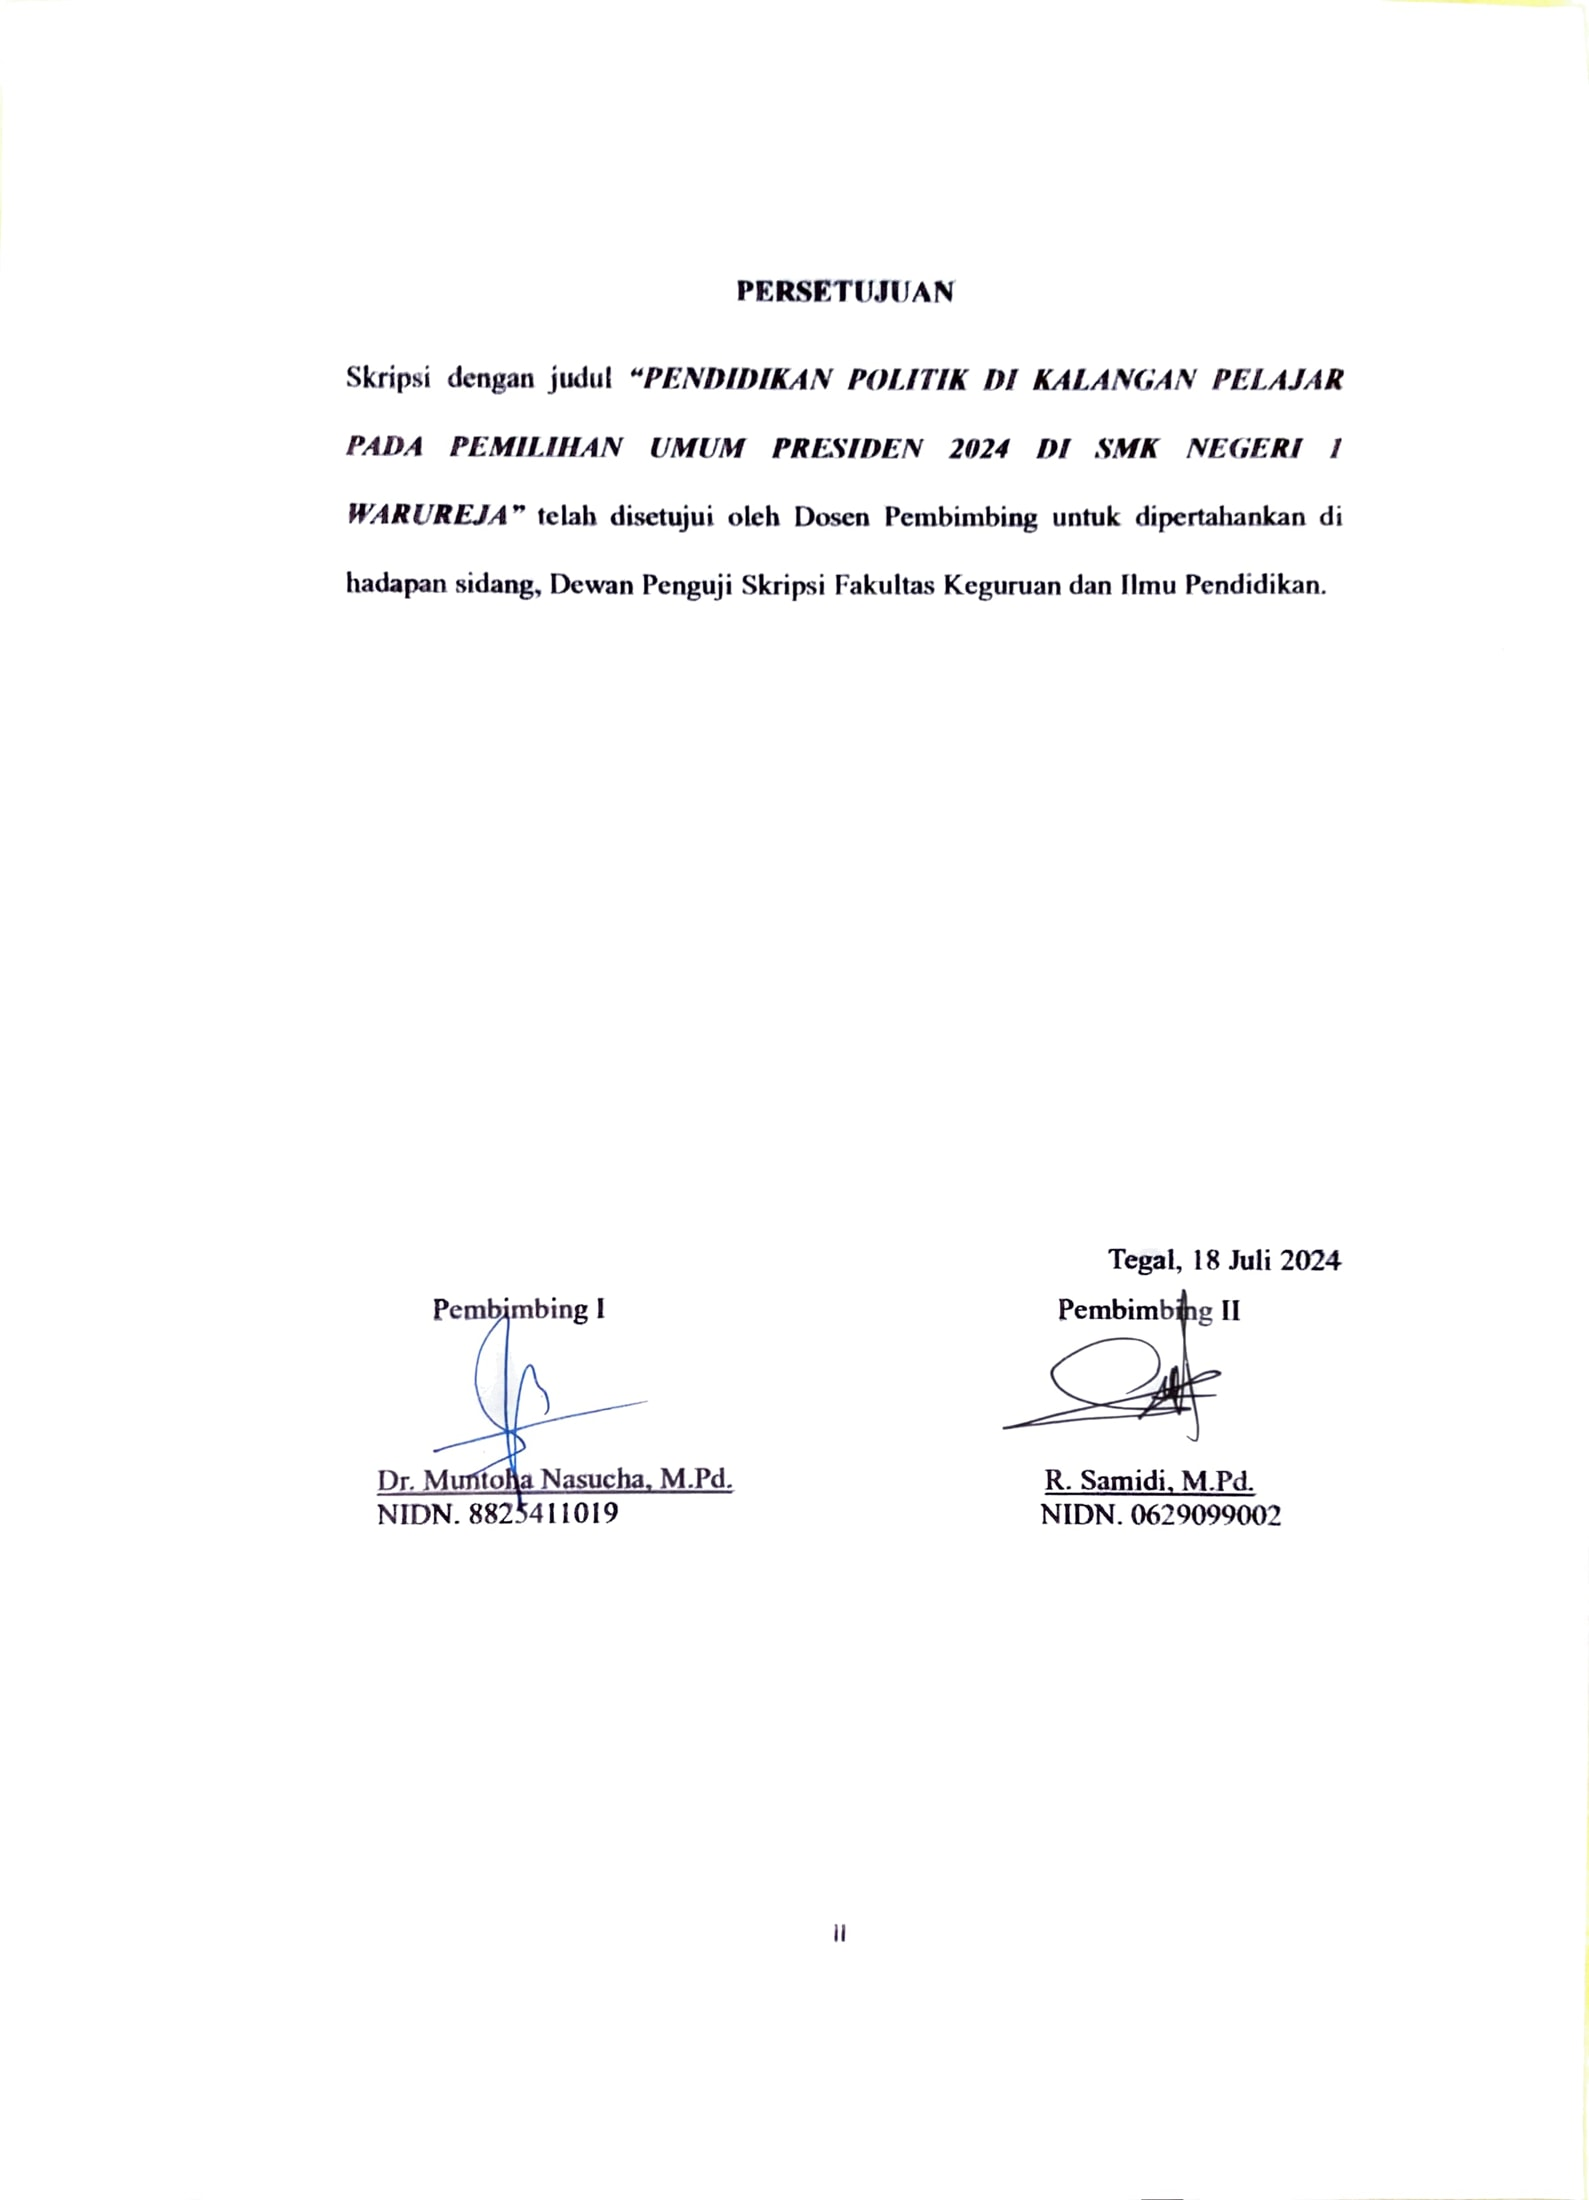 PERSETUJUAN
Skripsi dengan judul “PENDIDIKAN POLITIK DI KALANGAN PELAJAR
PADA PEMILIHAN UMUM PRESIDEN 2024 DI SMK NEGERI 1
WARUREJA” telah disetujui oleh Dosen Pembimbing untuk dipertahankan di
hadapan sidang, Dewan Penguji Skripsi Fakultas Keguruan dan Ilmu Pendidikan.
Tegal, 18 Juli 2024
Pembimbing I
Pembimbing II
Dr. Muntoha Nasucha, M.Pd.
R. Samidi, M.Pd.
NIDN. 8825411019
NIDN. 0629099002
ii